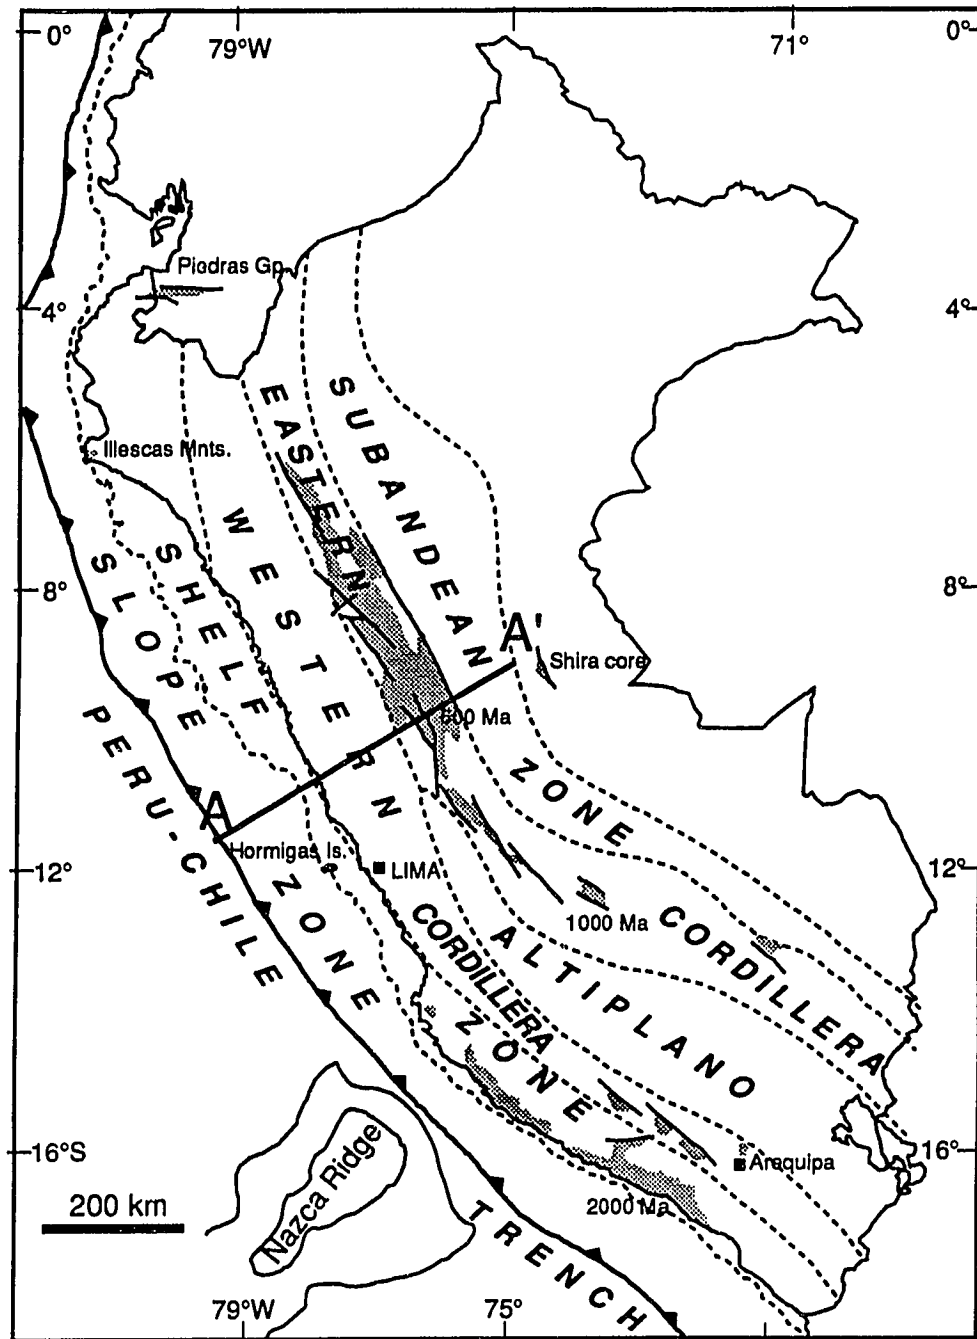 0°
79°W
71°
0°
Piedras Gp.
4°
4°
EASTERN
SUBANDEAN
Illescas Mnts.
WESTERN
SHELF
SLOPE
8°
8°
A'
Shira core
600 Ma
PERU-CHILE
ZONE
A
Hormigas Is.
LIMA
12°
12°
1000 Ma
ZONE
CORDILLERA
ALTIPLANO
CORDILLERA
ZONE
16°S
Arequipa
16°
200 km
Nazca Ridge
2000 Ma
TRENCH
79°W
75°